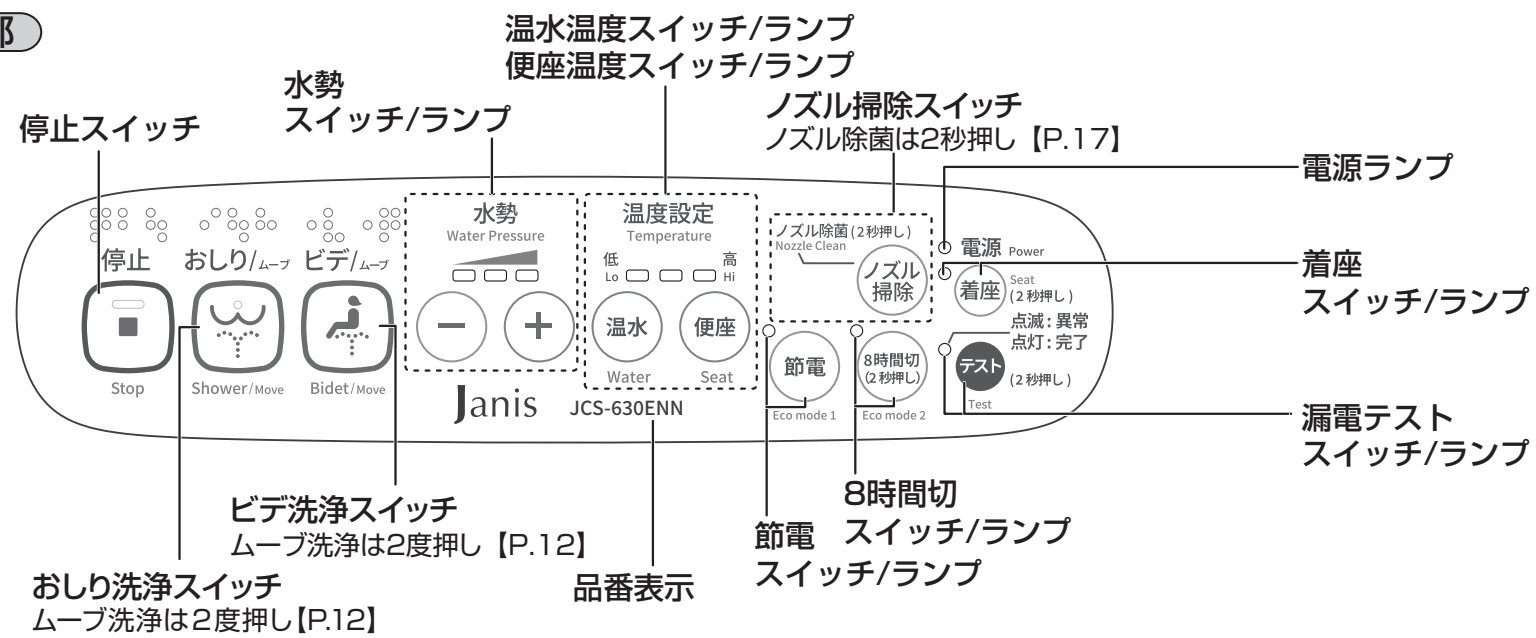 部
温水温度スイッチ/ランプ
便座温度スイッチ/ランプ
水勢
スイッチ/ランプ
ノズル掃除スイッチ
ノズル除菌は2秒押し【P.17】
停止スイッチ
電源ランプ
着座
スイッチ/ランプ
漏電テスト
スイッチ/ランプ
停止
Stop
おしり/ムーブ
Shower/Move
ビデ/ムーブ
Bidet/Move
水勢
Water Pressure
－
＋
温度設定
Temperature
低
Lo
高
Hi
温水
Water
便座
Seat
ノズル除菌(2秒押し)
Nozzle Clean
ノズル
掃除
電源 Power
着座
Seat
(2秒押し)
点滅:異常
点灯:完了
テスト
(2秒押し)
Test
節電
Eco mode 1
8時間切
(2秒押し)
Eco mode 2
Janis
JCS-630ENN
ビデ洗浄スイッチ
ムーブ洗浄は2度押し【P.12】
おしり洗浄スイッチ
ムーブ洗浄は2度押し【P.12】
品番表示
節電
スイッチ/ランプ
8時間切
スイッチ/ランプ